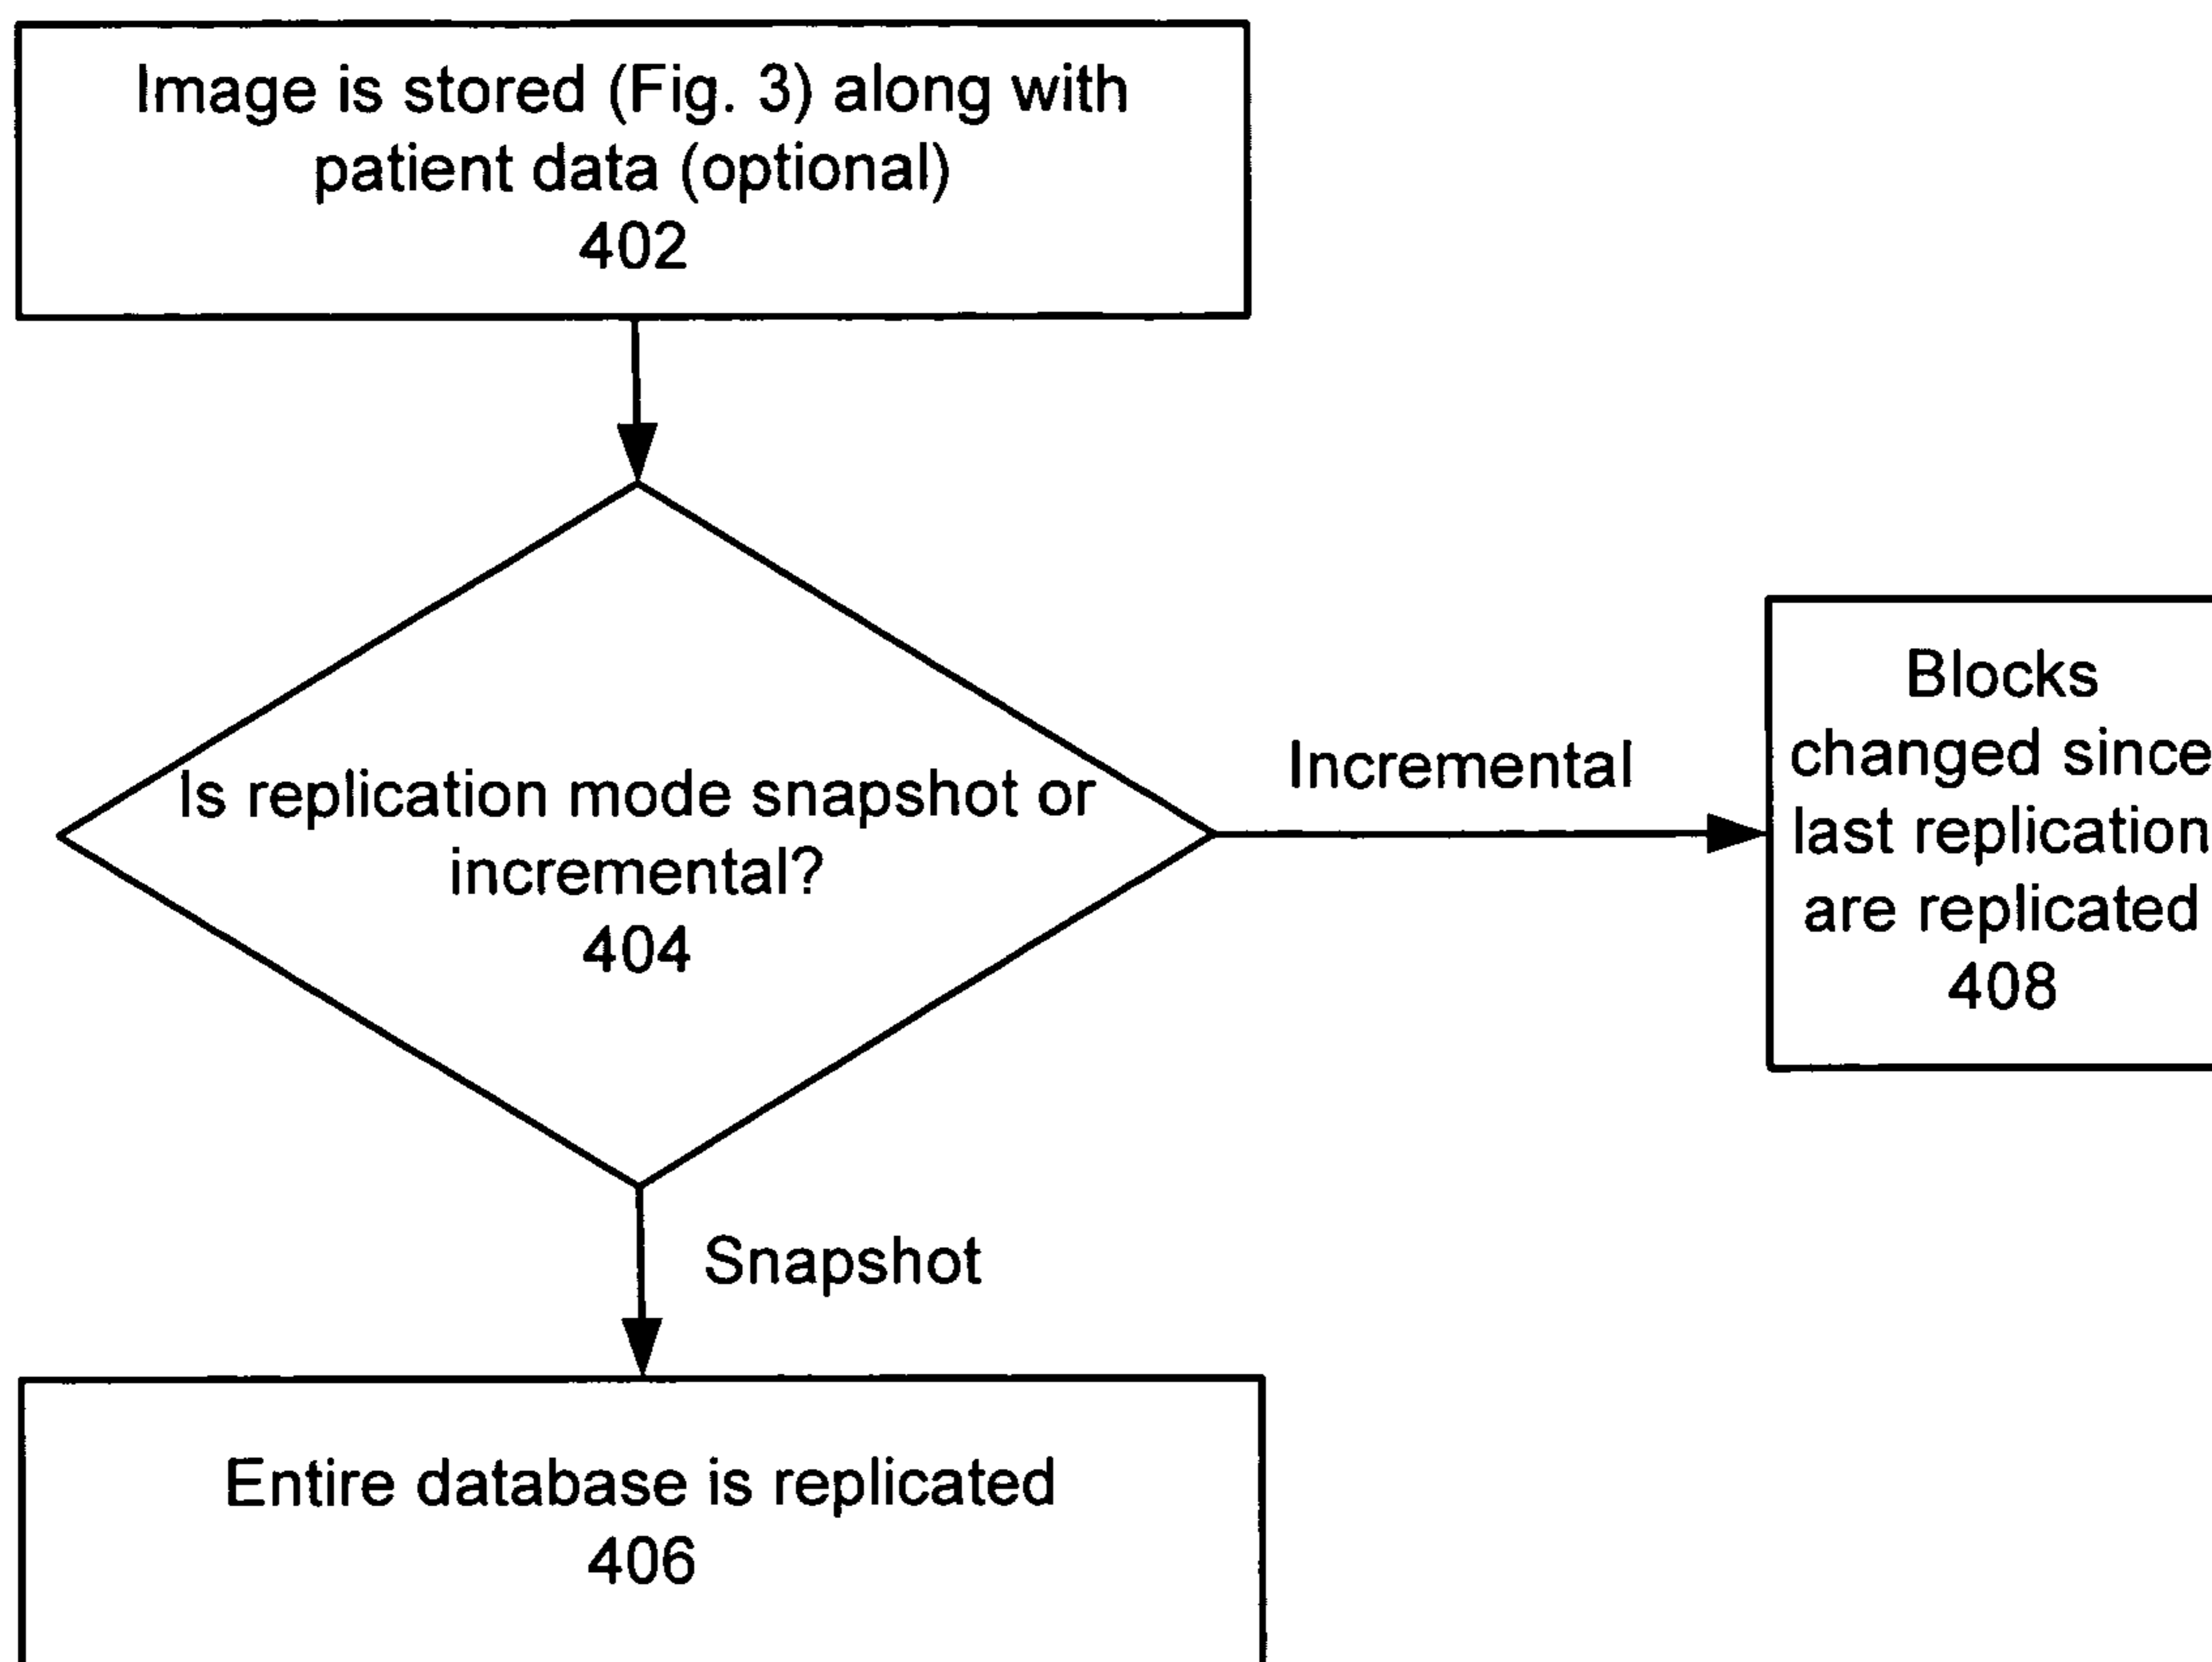 Image is stored (Fig. 3) along with
patient data (optional)
402
Is replication mode snapshot or
incremental?
404
Incremental
Blocks
changed since
last replication
are replicated
408
Snapshot
Entire database is replicated
406